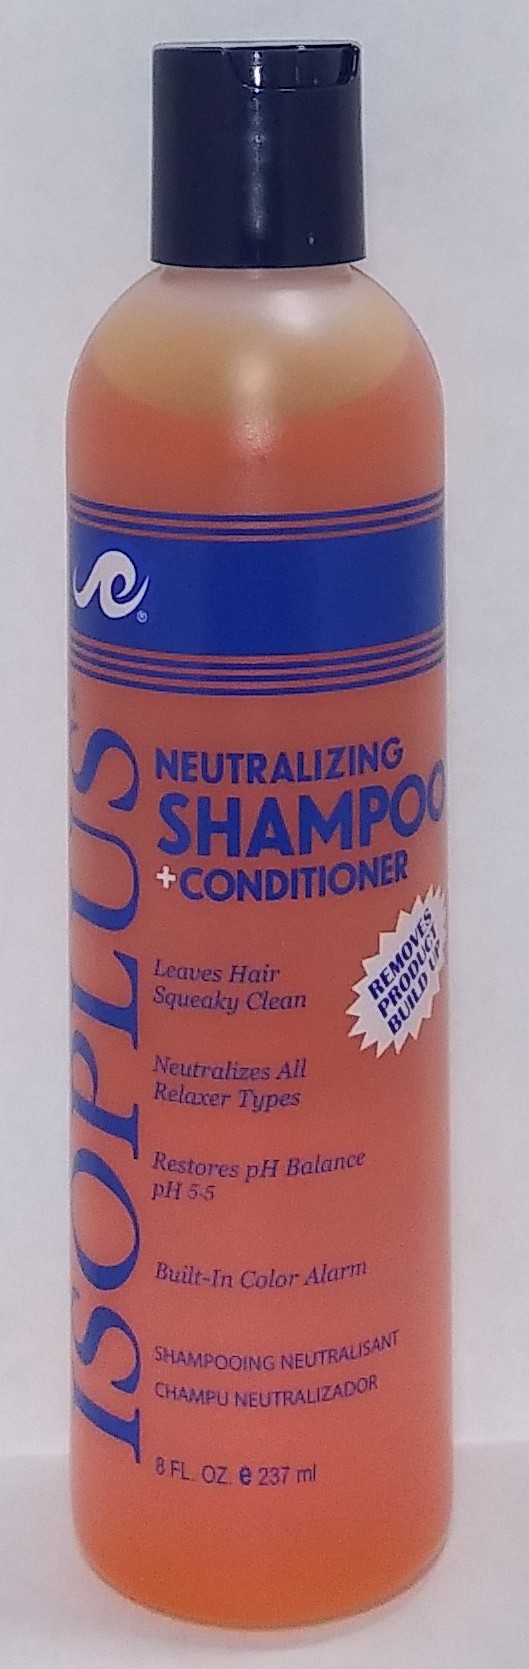 ISOPLUS
NEUTRALIZING
SHAMPOO
+CONDITIONER
REMOVES
PRODUCT
BUILD UP
Leaves Hair
Squeaky Clean
Neutralizes All
Relaxer Types
Restores pH Balance
pH 5.5
Built-In Color Alarm
SHAMPOOING NEUTRALISANT
CHAMPU NEUTRALIZADOR
8 FL. OZ. e 237 ml